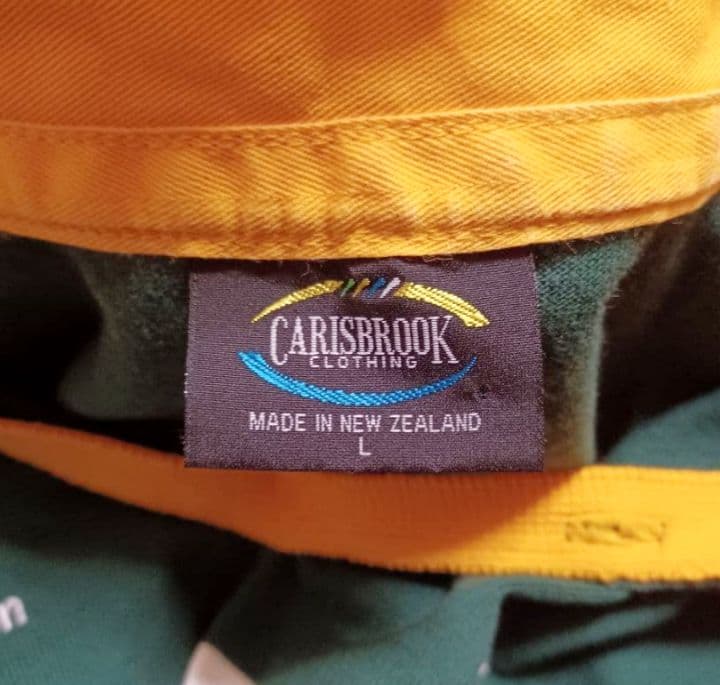 CARISBROOK
CLOTHING
MADE IN NEW ZEALAND
L
n